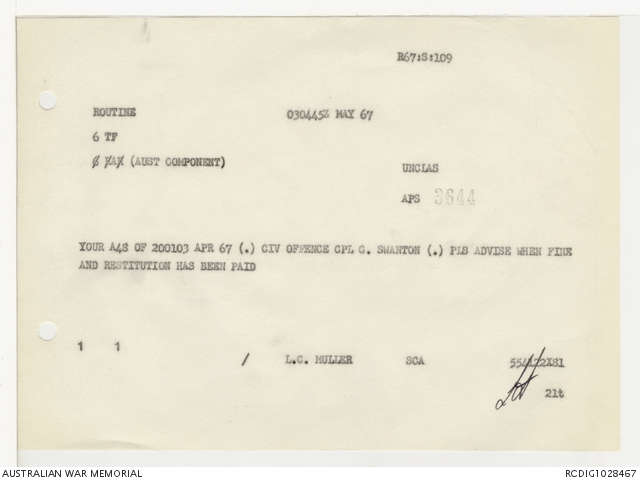 R67:S:109
ROUTINE 030445Z MAY 67
6 TF
(AUST COMPONENT)
UNCLAS
APS 3644
YOUR A4S OF 200103 APR 67 (.) CIV OFFENCE CPL G. SWANTON (.) PLS ADVISE WHEN FINE
AND RESTITUTION HAS BEEN PAID
1 1 / L.C. MULLER SCA
21t
AUSTRALIAN WAR MEMORIAL RCDIG1028467